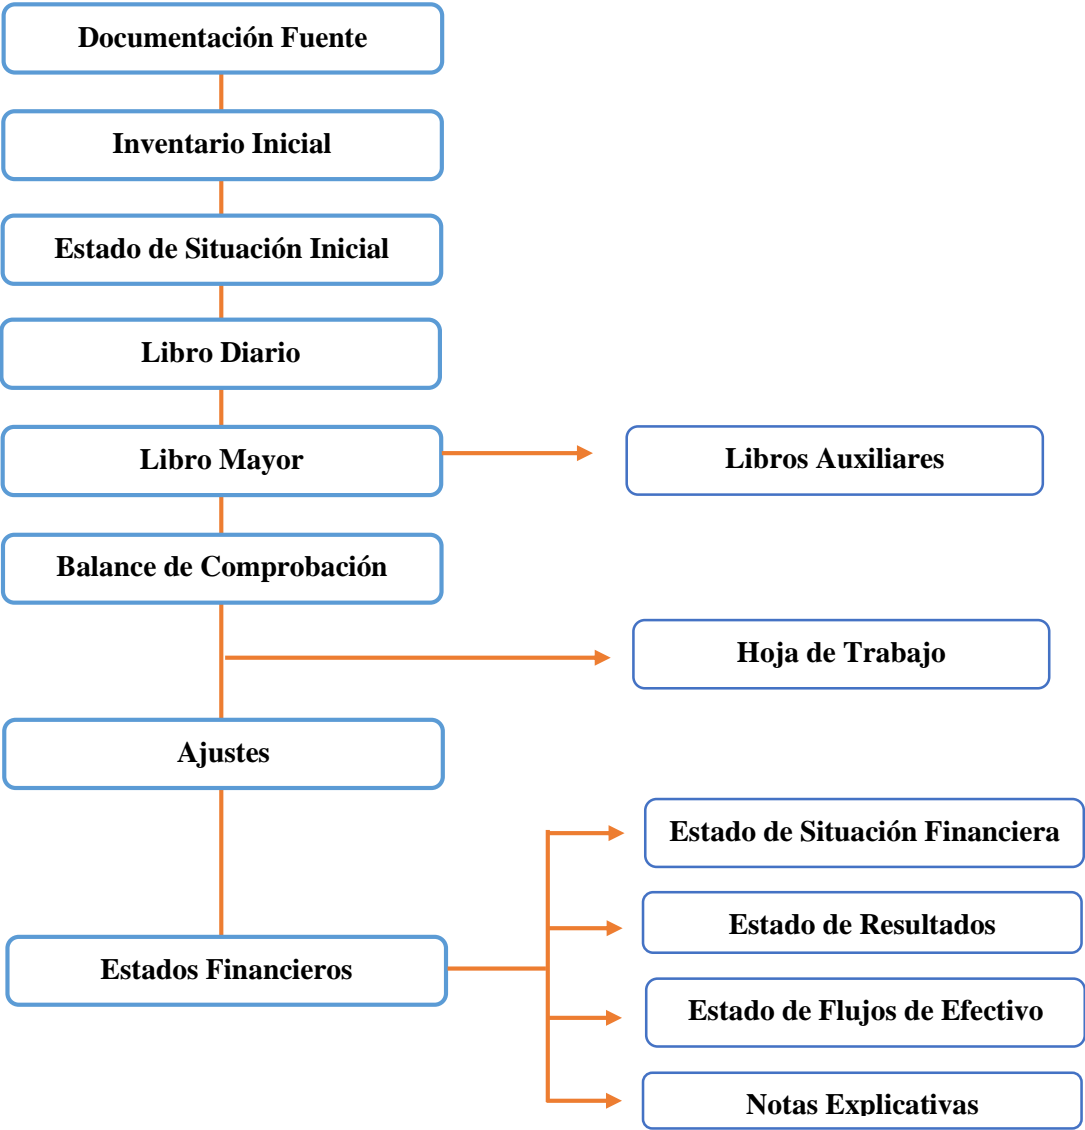 Documentación Fuente
Inventario Inicial
Estado de Situación Inicial
Libro Diario
Libro Mayor
Libros Auxiliares
Balance de Comprobación
Hoja de Trabajo
Ajustes
Estado de Situación Financiera
Estado de Resultados
Estados Financieros
Estado de Flujos de Efectivo
Notas Explicativas